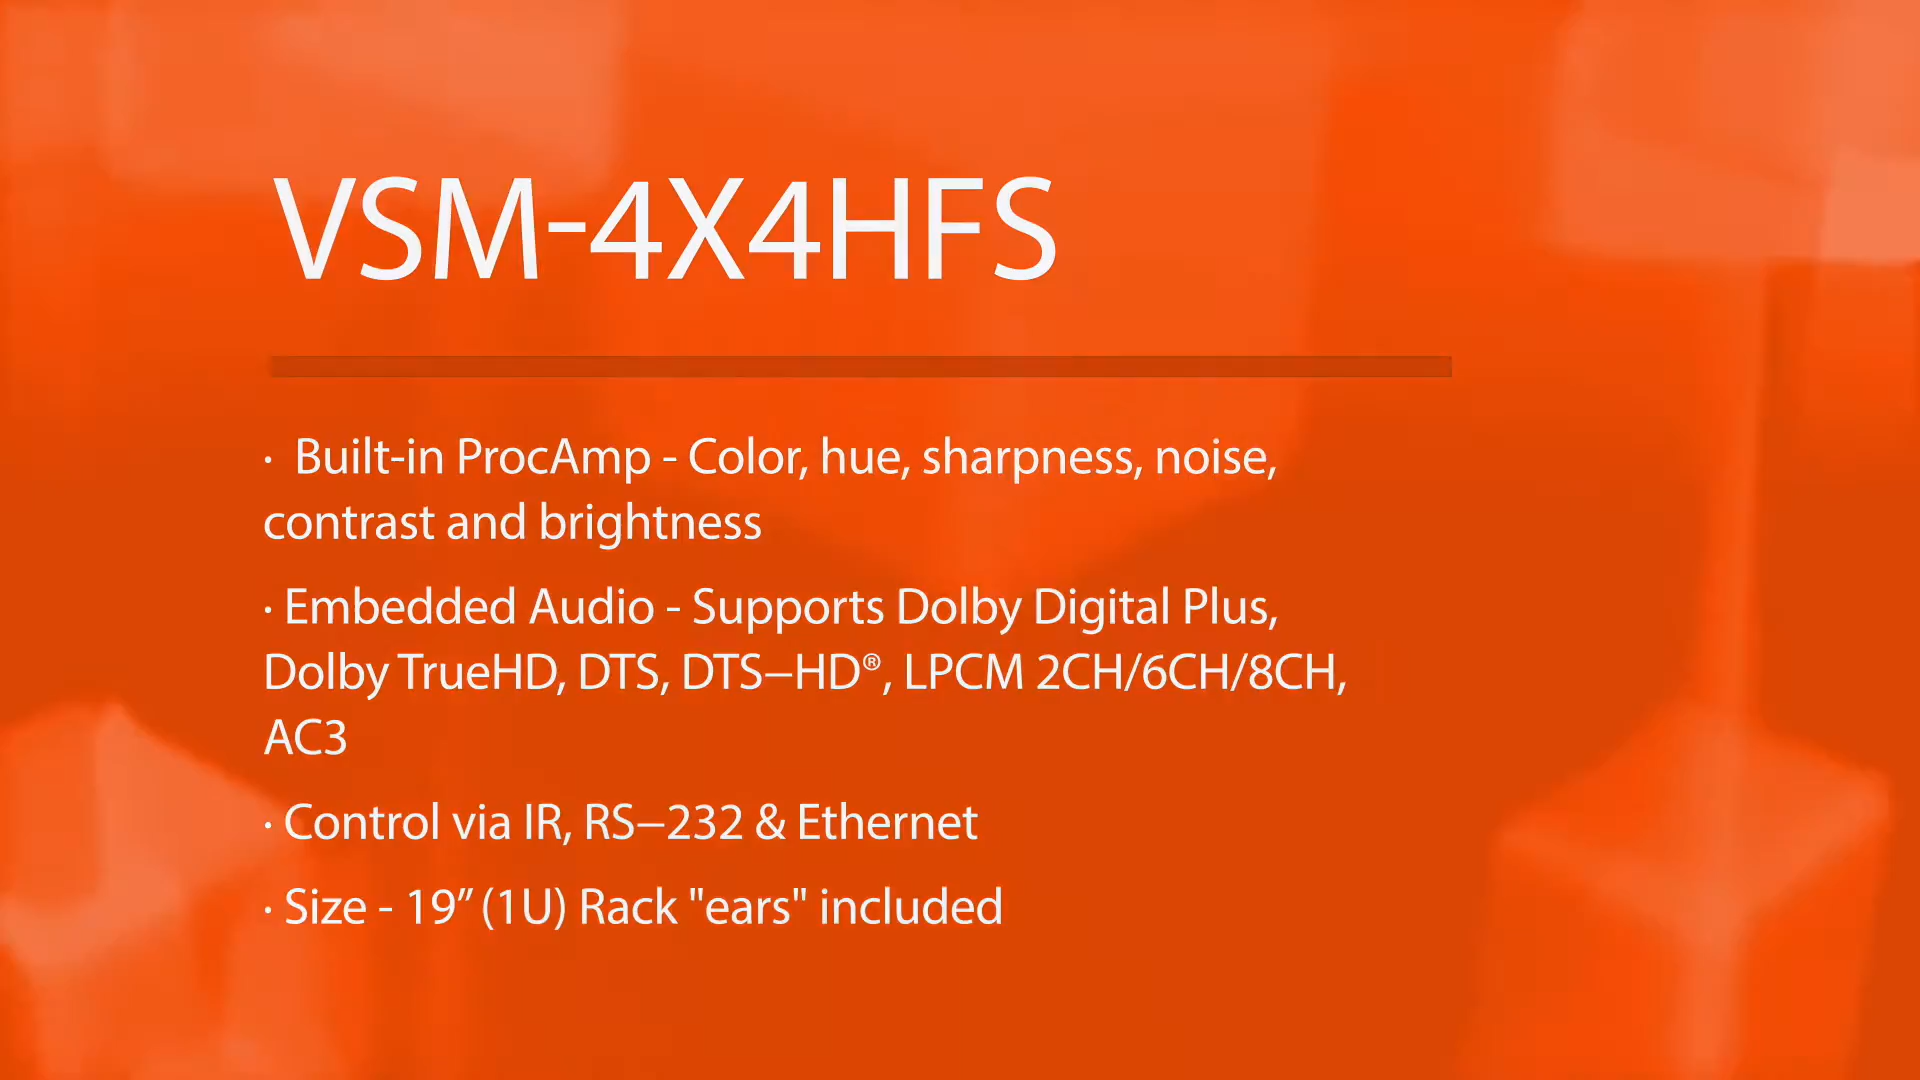 VSM-4X4HFS
·  Built-in ProcAmp - Color, hue, sharpness, noise,
contrast and brightness
· Embedded Audio - Supports Dolby Digital Plus,
Dolby TrueHD, DTS, DTS–HD®, LPCM 2CH/6CH/8CH,
AC3
· Control via IR, RS–232 & Ethernet
· Size - 19” (1U) Rack "ears" included